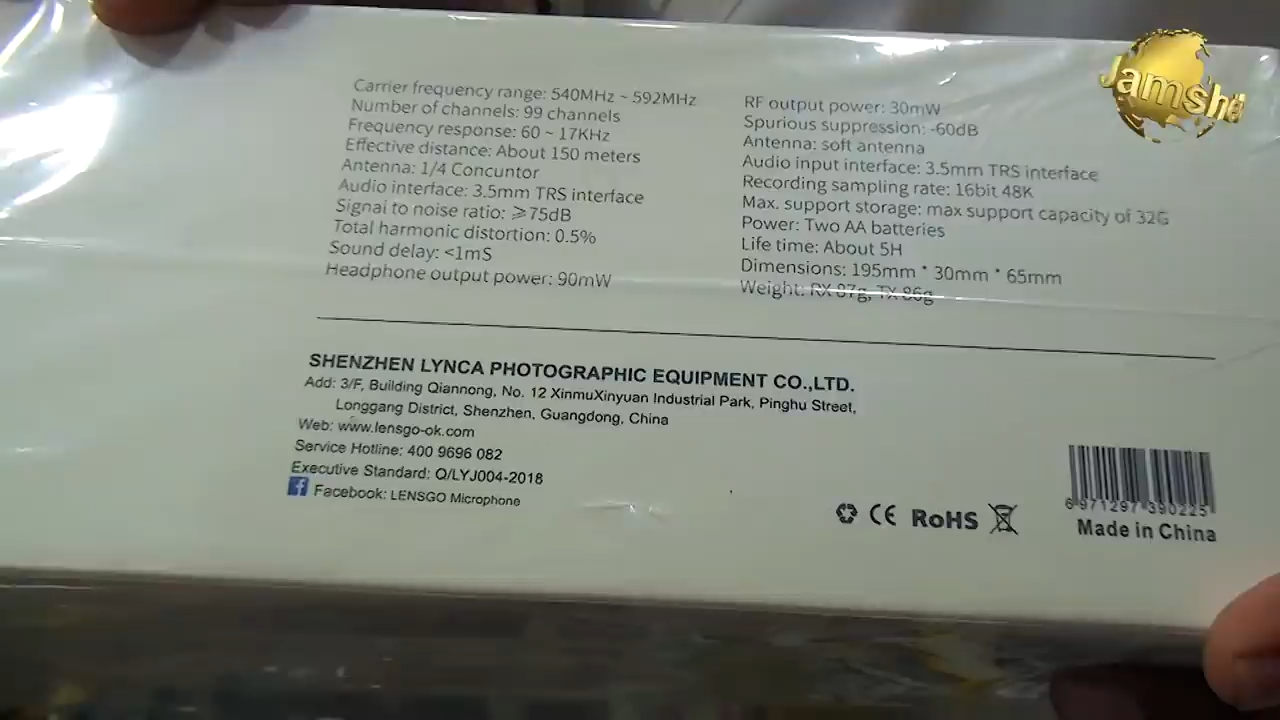 Jamshe
Carrier frequency range: 540MHz ~ 592MHz
Number of channels: 99 channels
Frequency response: 60 ~ 17KHz
Effective distance: About 150 meters
Antenna: 1/4 Concuntor
Audio interface: 3.5mm TRS interface
Signai to noise ratio: ⩾75dB
Total harmonic distortion: 0.5%
Sound delay: <1mS
Headphone output power: 90mW
RF output power: 30mW
Spurious suppression: -60dB
Antenna: soft antenna
Audio input interface: 3.5mm TRS interface
Recording sampling rate: 16bit 48K
Max. support storage: max support capacity of 32G
Power: Two AA batteries
Life time: About 5H
Dimensions: 195mm * 30mm * 65mm
Weight: RX 87g, TX 86g
SHENZHEN LYNCA PHOTOGRAPHIC EQUIPMENT CO.,LTD.
Add: 3/F, Building Qiannong, No. 12 XinmuXinyuan Industrial Park, Pinghu Street,
Longgang District, Shenzhen, Guangdong, China
Web: www.lensgo-ok.com
Service Hotline: 400 9696 082
Executive Standard: Q/LYJ004-2018
f Facebook: LENSGO Microphone
CE RoHS
6 971297 390225
Made in China